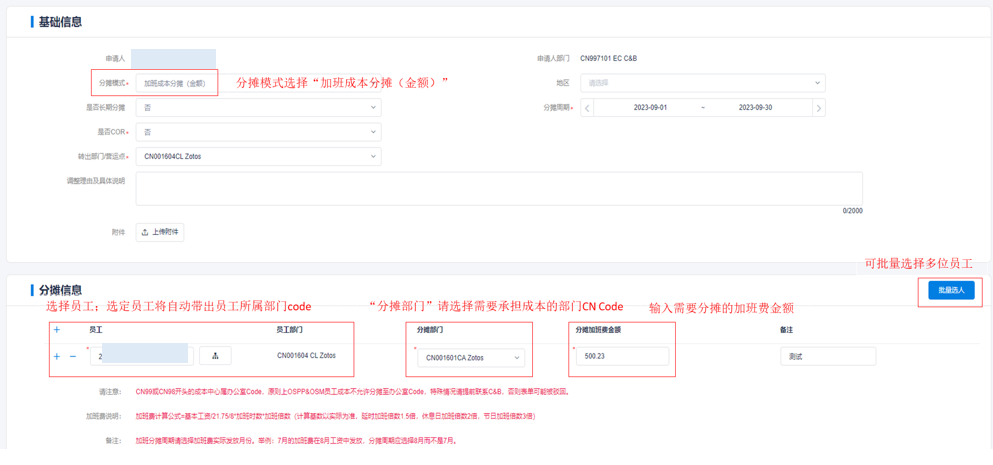 基础信息
申请人
申请人部门 CN997101 EC C&B
分摊模式* 加班成本分摊（金额） 分摊模式选择“加班成本分摊（金额）”
地区 请选择
是否长期分摊 否
分摊周期* 2023-09-01 ~ 2023-09-30
是否COR* 否
转出部门/营运点* CN001604CL Zotos
调整理由及具体说明
0/2000
附件 上传附件
可批量选择多位员工
分摊信息
批量选人
选择员工；选定员工将自动带出员工所属部门code “分摊部门”请选择需要承担成本的部门CN Code 输入需要分摊的加班费金额
+ 员工 员工部门 分摊部门 分摊加班费金额 备注
+ − * 2 CN001604 CL Zotos * CN001601CA Zotos * 500.23 测试
请注意： CN99或CN98开头的成本中心属办公室Code，原则上OSPP&OSM员工成本不允许分摊至办公室Code，特殊情况请提前联系C&B，否则表单可能被驳回。
加班费说明： 加班费计算公式=基本工资/21.75/8*加班时数*加班倍数（计算基数以实际为准，延时加班倍数1.5倍，休息日加班倍数2倍，节日加班倍数3倍）
备注： 加班分摊周期请选择加班费实际发放月份。举例：7月的加班费在8月工资中发放，分摊周期应选择8月而不是7月。